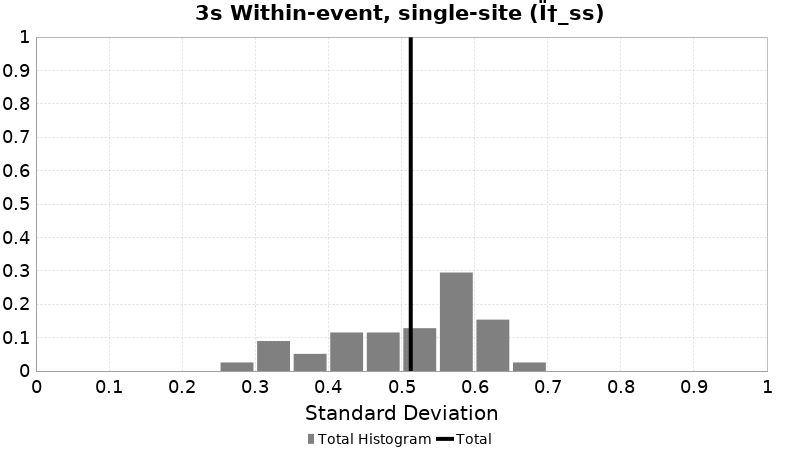 3s Within-event, single-site (Ï†_ss)
1
0.9
0.8
0.7
0.6
0.5
0.4
0.3
0.2
0.1
0
0 0.1 0.2 0.3 0.4 0.5 0.6 0.7 0.8 0.9 1
Standard Deviation
Total Histogram Total